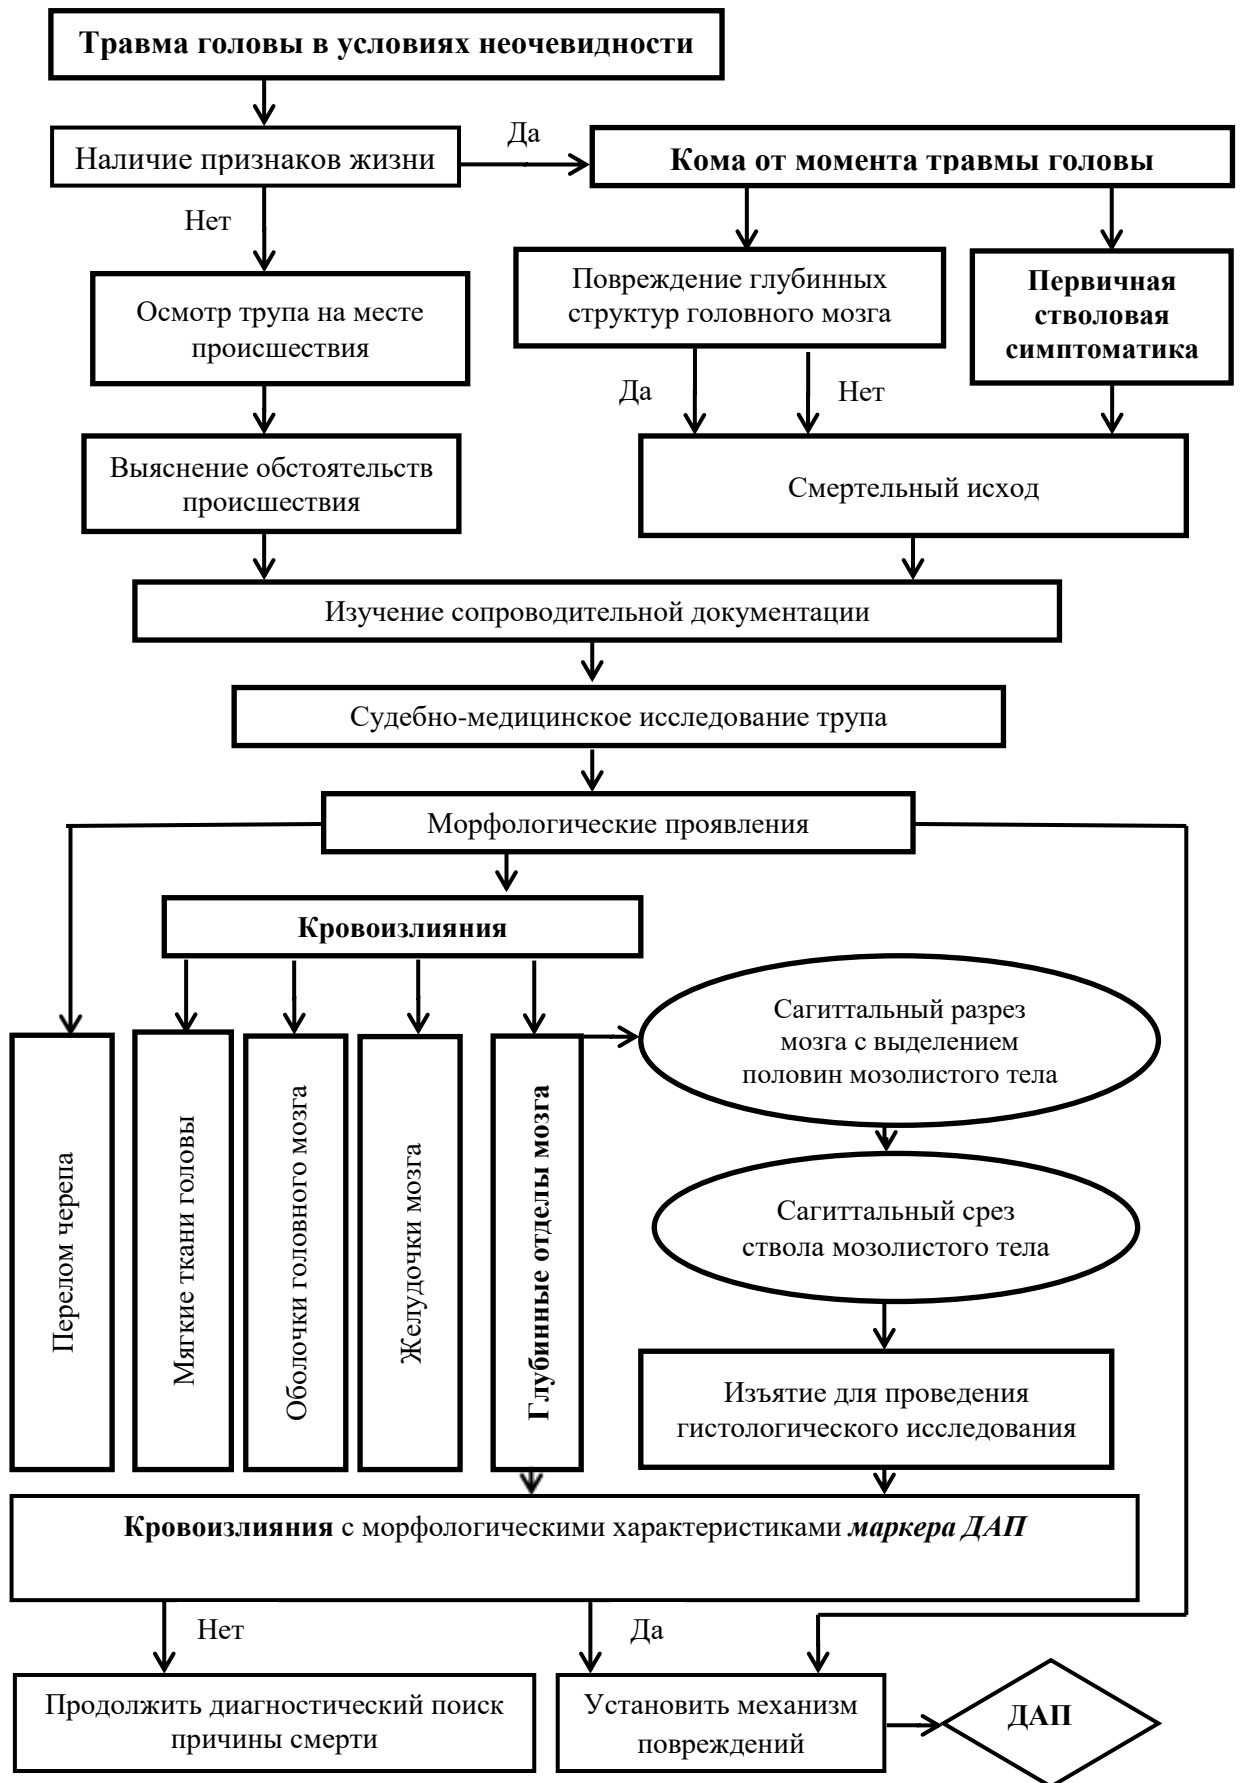 Травма головы в условиях неочевидности
Да
Наличие признаков жизни
Кома от момента травмы головы
Нет
Повреждение глубинных
структур головного мозга
Первичная
стволовая
симптоматика
Осмотр трупа на месте
происшествия
Да
Нет
Выяснение обстоятельств
происшествия
Смертельный исход
Изучение сопроводительной документации
Судебно-медицинское исследование трупа
Морфологические проявления
Кровоизлияния
Перелом черепа
Мягкие ткани головы
Оболочки головного мозга
Желудочки мозга
Глубинные отделы мозга
Сагиттальный разрез
мозга с выделением
половин мозолистого тела
Сагиттальный срез
ствола мозолистого тела
Изъятие для проведения
гистологического исследования
Кровоизлияния с морфологическими характеристиками маркера ДАП
Нет
Да
Продолжить диагностический поиск
причины смерти
Установить механизм
повреждений
ДАП